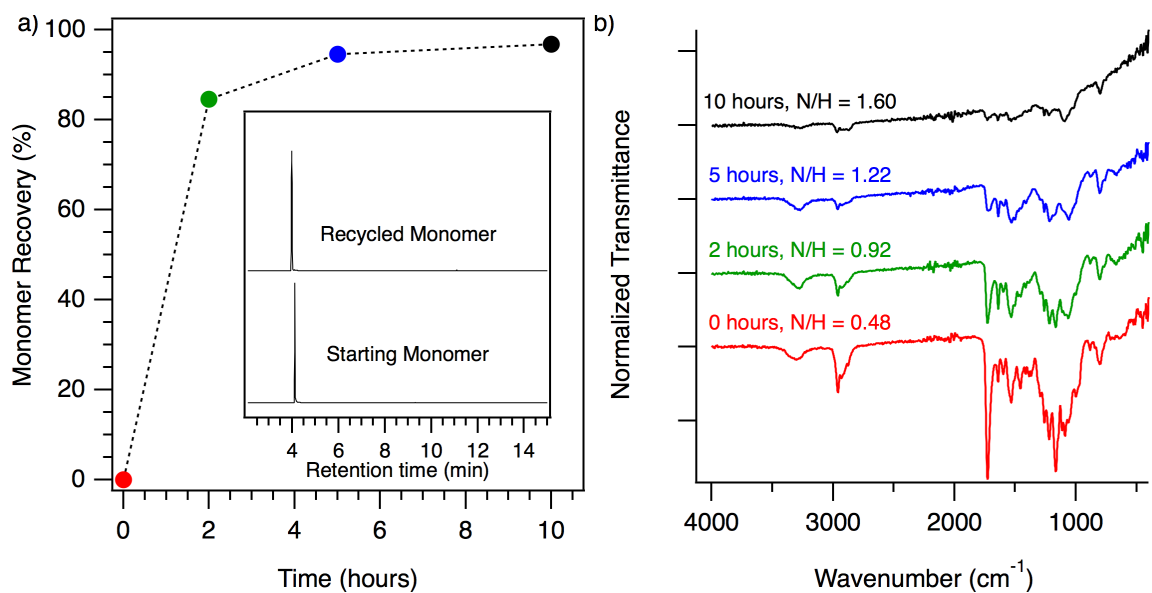 a)
Monomer Recovery (%)
100
80
60
40
20
0
0
2
4
6
8
10
Time (hours)
Recycled Monomer
Starting Monomer
4
6
8
10
12
14
Retention time (min)
b)
Normalized Transmittance
10 hours, N/H = 1.60
5 hours, N/H = 1.22
2 hours, N/H = 0.92
0 hours, N/H = 0.48
4000
3000
2000
1000
Wavenumber (cm⁻¹)